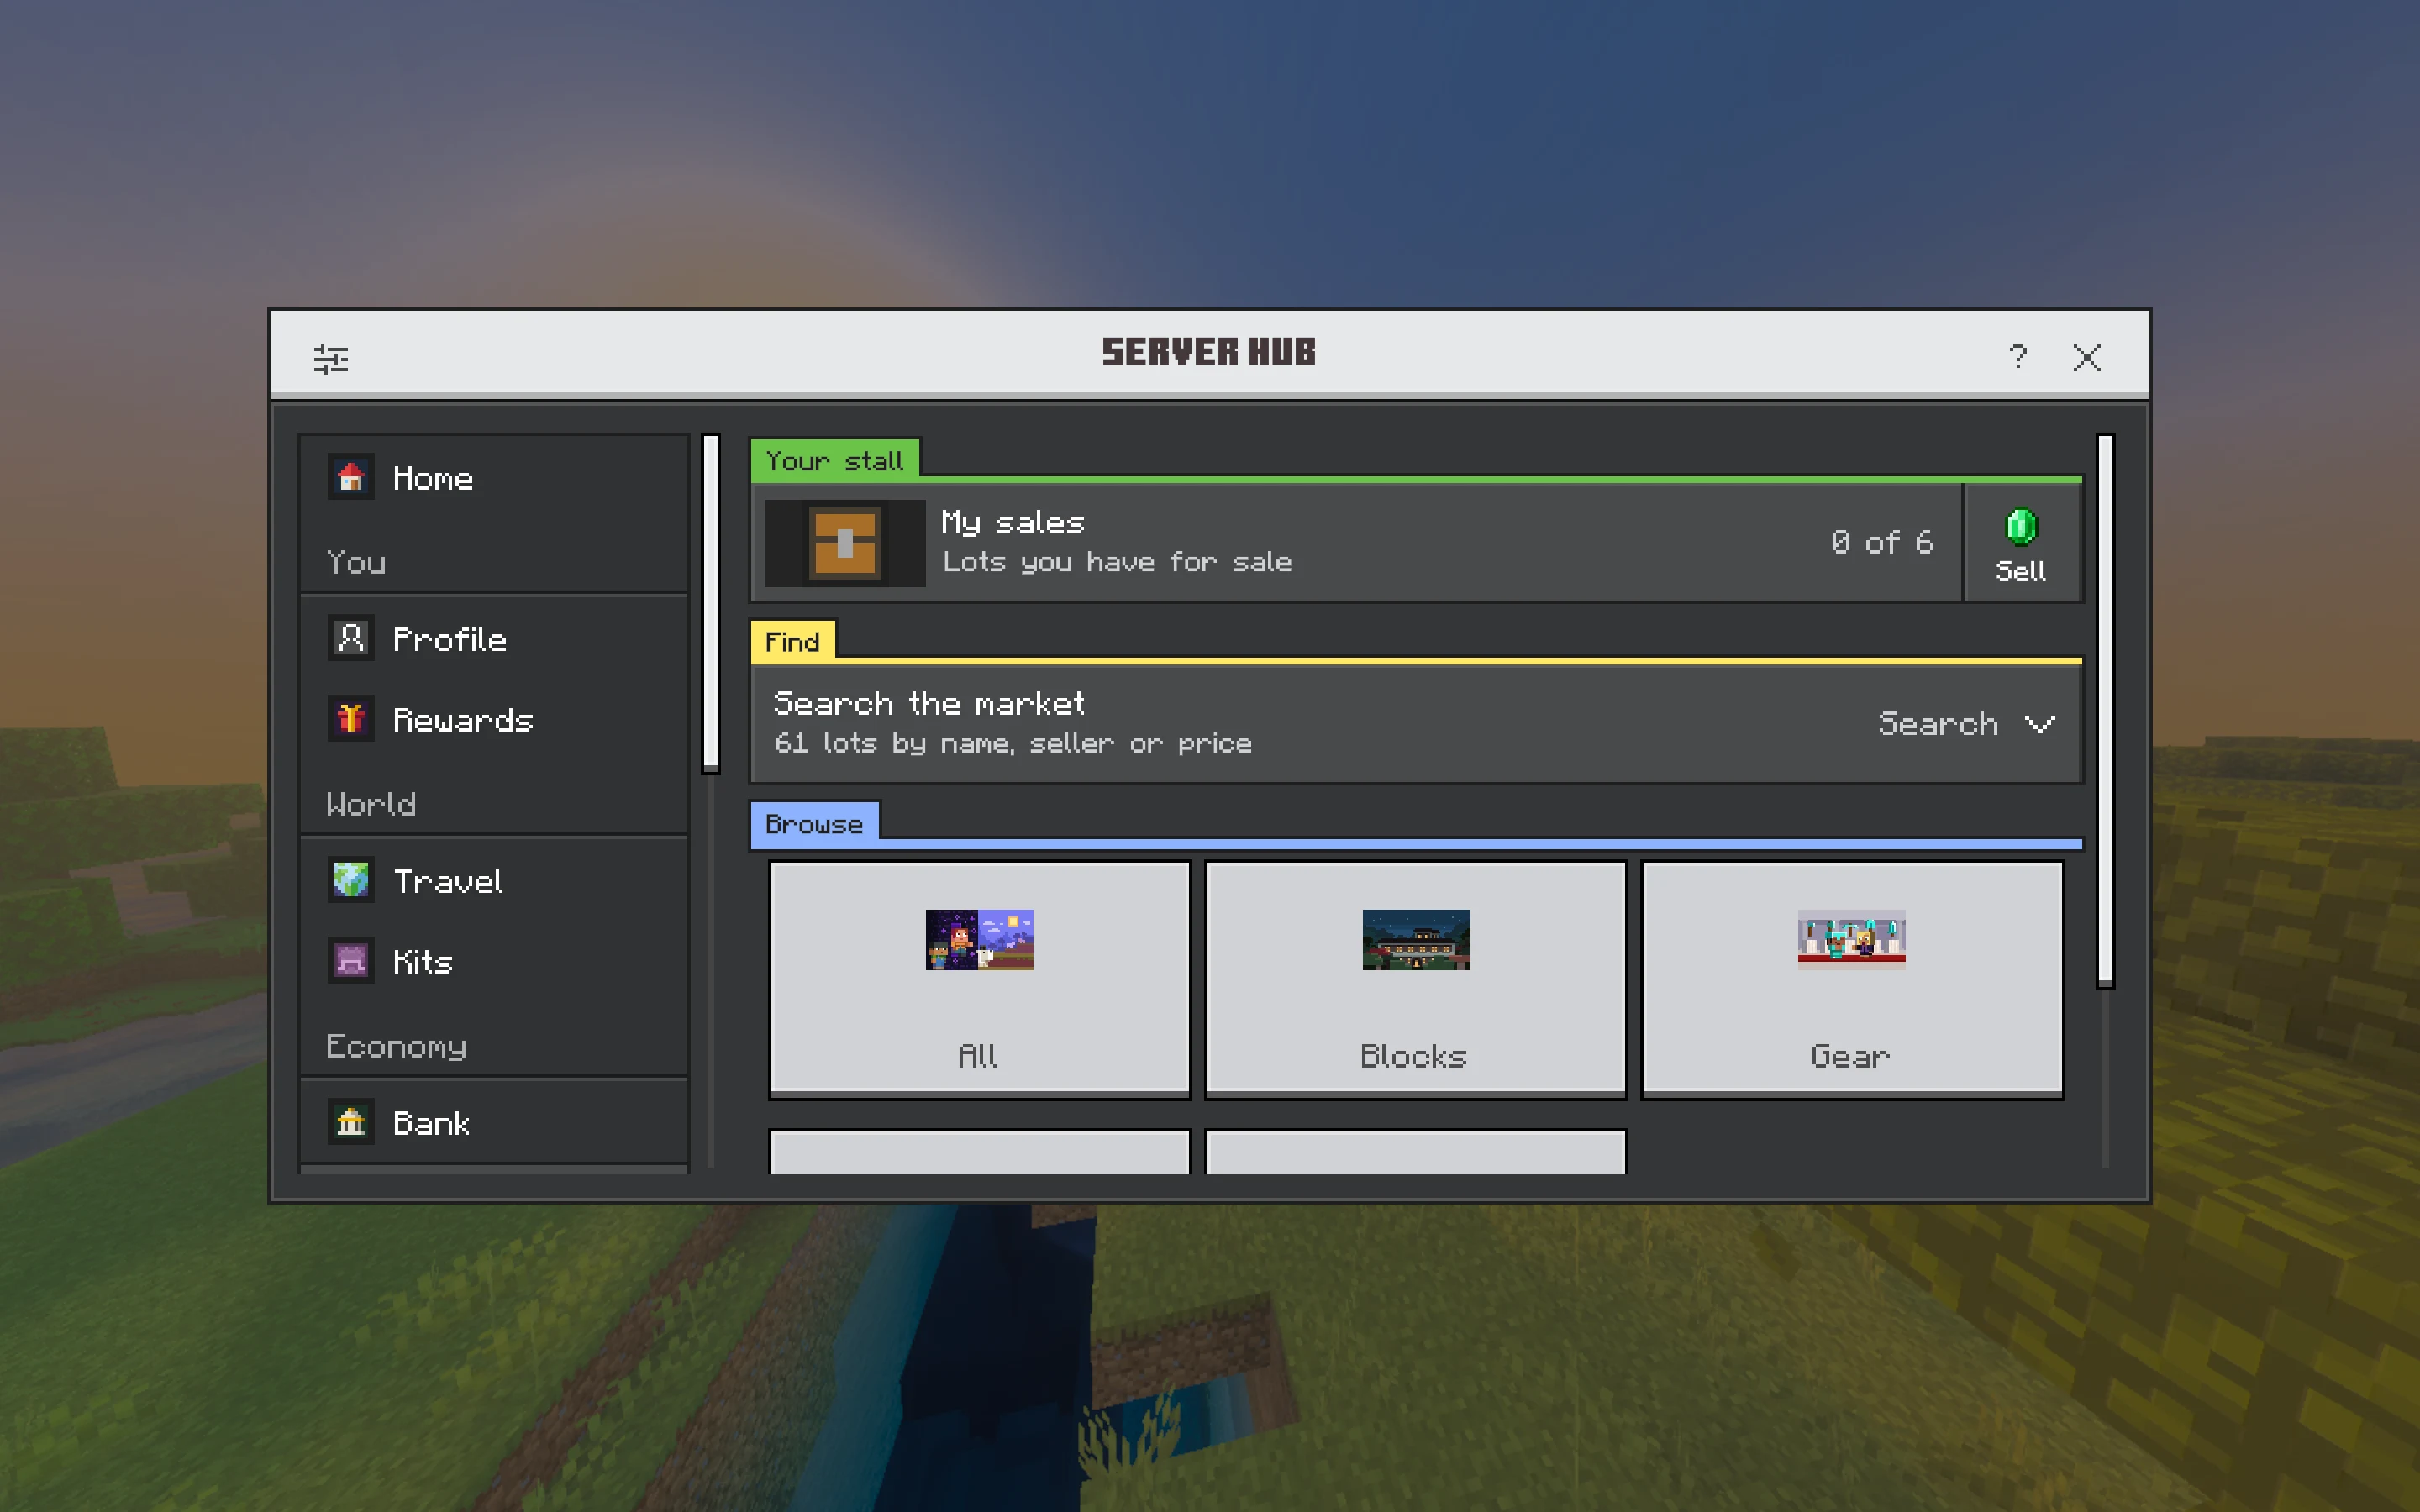 SERVER HUB
?
Home
You
Profile
Rewards
World
Travel
Kits
Economy
Bank
Your stall
My sales
Lots you have for sale
0 of 6
Sell
Find
Search the market
61 lots by name, seller or price
Search
Browse
All
Blocks
Gear